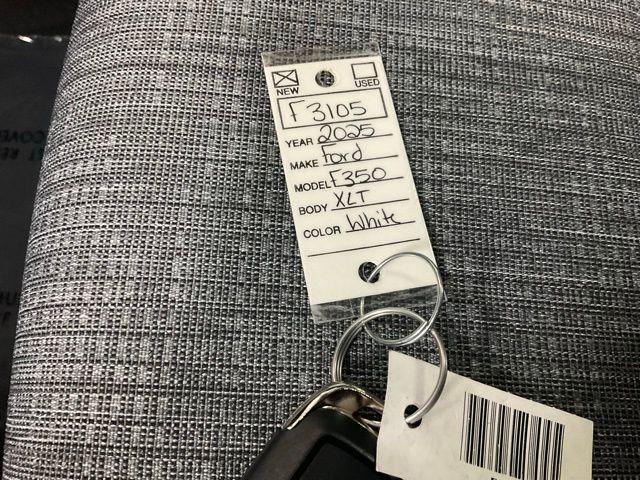 NEW USED
F3105
YEAR 2025
MAKE Ford
MODEL F350
BODY XLT
COLOR White